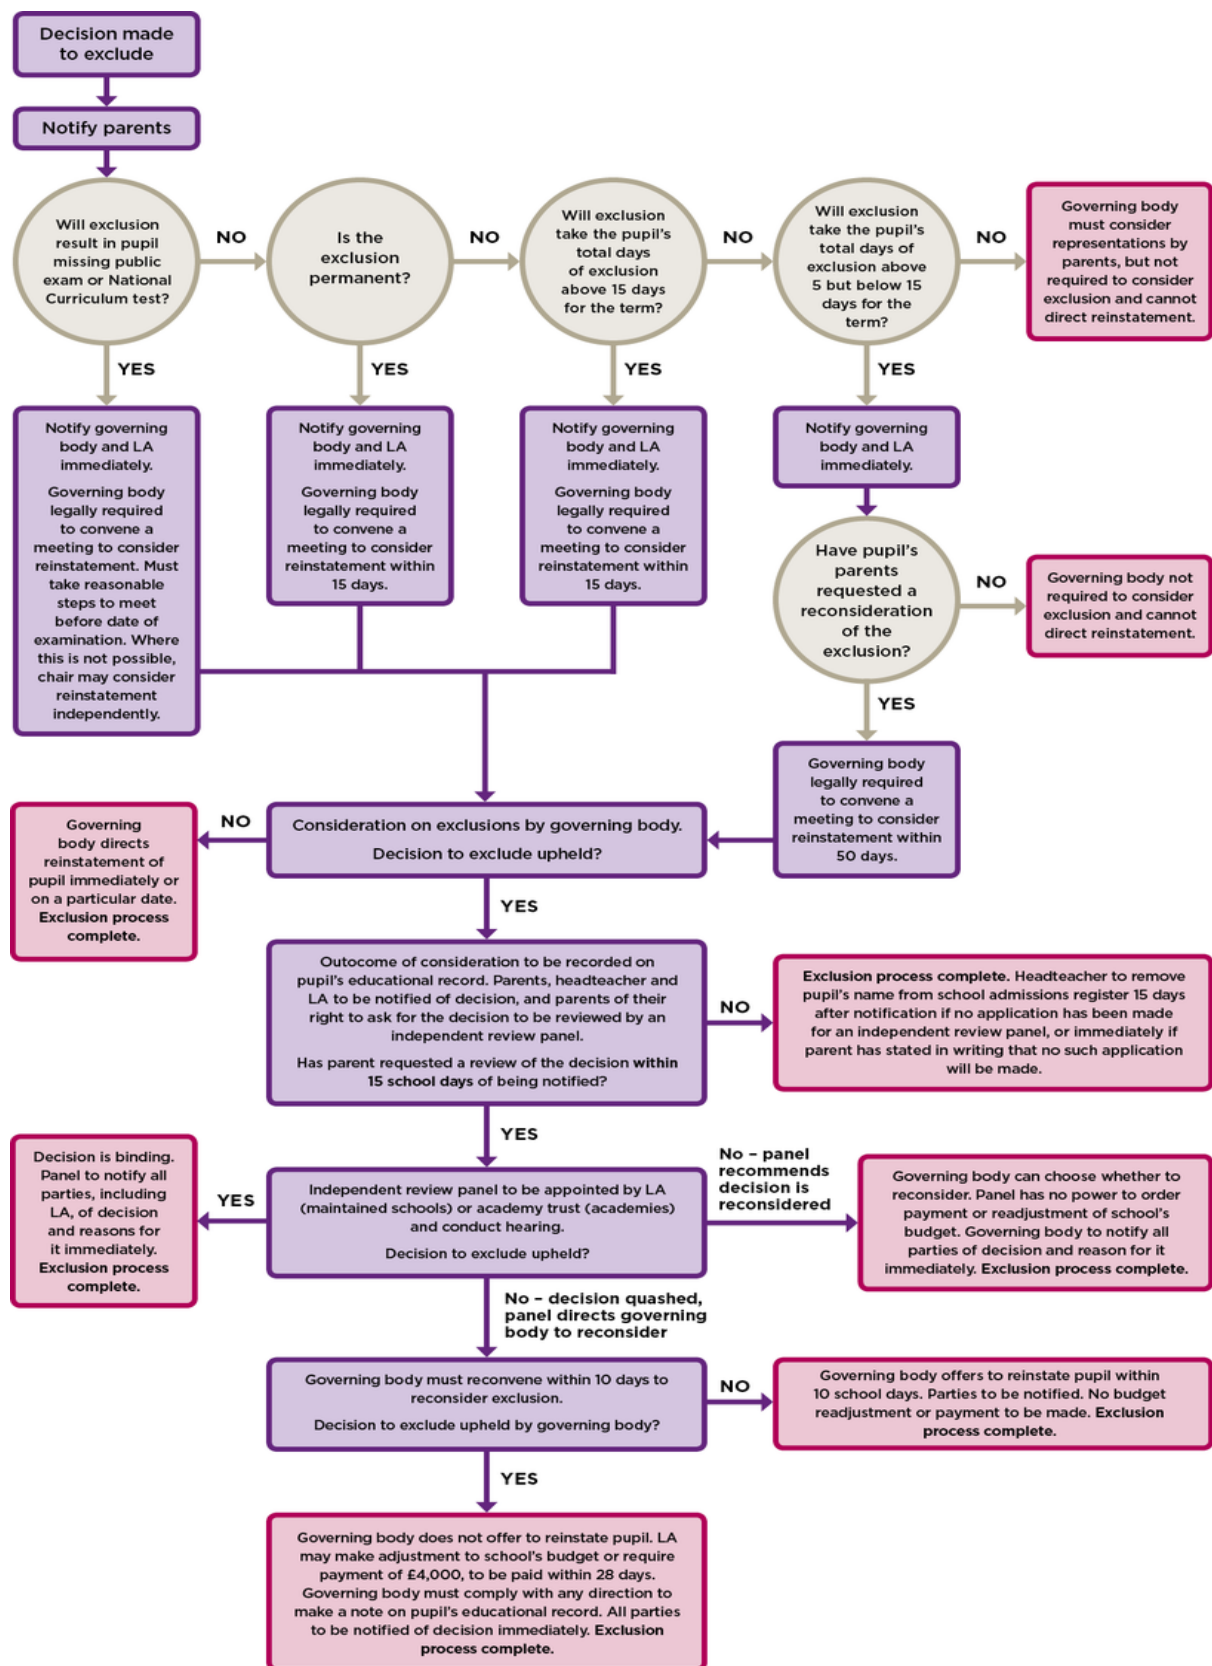 Decision made
to exclude
Notify parents
Will exclusion
result in pupil
missing public
exam or National
Curriculum test?
NO
Is the
exclusion
permanent?
NO
Will exclusion
take the pupil's
total days
of exclusion
above 15 days
for the term?
NO
Will exclusion
take the pupil's
total days of
exclusion above
5 but below 15
days for the
term?
NO
Governing body
must consider
representations by
parents, but not
required to consider
exclusion and cannot
direct reinstatement.
YES
YES
YES
YES
Notify governing
body and LA
immediately.
Governing body
legally required
to convene a
meeting to consider
reinstatement. Must
take reasonable
steps to meet
before date of
examination. Where
this is not possible,
chair may consider
reinstatement
independently.
Notify governing
body and LA
immediately.
Governing body
legally required
to convene a
meeting to consider
reinstatement within
15 days.
Notify governing
body and LA
immediately.
Governing body
legally required
to convene a
meeting to consider
reinstatement within
15 days.
Notify governing
body and LA
immediately.
Have pupil's
parents
requested a
reconsideration
of the
exclusion?
NO
Governing body not
required to consider
exclusion and cannot
direct reinstatement.
YES
Governing body
legally required
to convene a
meeting to consider
reinstatement within
50 days.
Consideration on exclusions by governing body.
Decision to exclude upheld?
NO
Governing
body directs
reinstatement of
pupil immediately or
on a particular date.
Exclusion process
complete.
YES
Outocome of consideration to be recorded on
pupil's educational record. Parents, headteacher and
LA to be notified of decision, and parents of their
right to ask for the decision to be reviewed by an
independent review panel.
Has parent requested a review of the decision within
15 school days of being notified?
NO
Exclusion process complete. Headteacher to remove
pupil's name from school admissions register 15 days
after notification if no application has been made
for an independent review panel, or immediately if
parent has stated in writing that no such application
will be made.
YES
Independent review panel to be appointed by LA
(maintained schools) or academy trust (academies)
and conduct hearing.
Decision to exclude upheld?
YES
Decision is binding.
Panel to notify all
parties, including
LA, of decision
and reasons for
it immediately.
Exclusion process
complete.
No – panel
recommends
decision is
reconsidered
Governing body can choose whether to
reconsider. Panel has no power to order
payment or readjustment of school's
budget. Governing body to notify all
parties of decision and reason for it
immediately. Exclusion process complete.
No – decision quashed,
panel directs governing
body to reconsider
Governing body must reconvene within 10 days to
reconsider exclusion.
Decision to exclude upheld by governing body?
NO
Governing body offers to reinstate pupil within
10 school days. Parties to be notified. No budget
readjustment or payment to be made. Exclusion
process complete.
YES
Governing body does not offer to reinstate pupil. LA
may make adjustment to school's budget or require
payment of £4,000, to be paid within 28 days.
Governing body must comply with any direction to
make a note on pupil's educational record. All parties
to be notified of decision immediately. Exclusion
process complete.